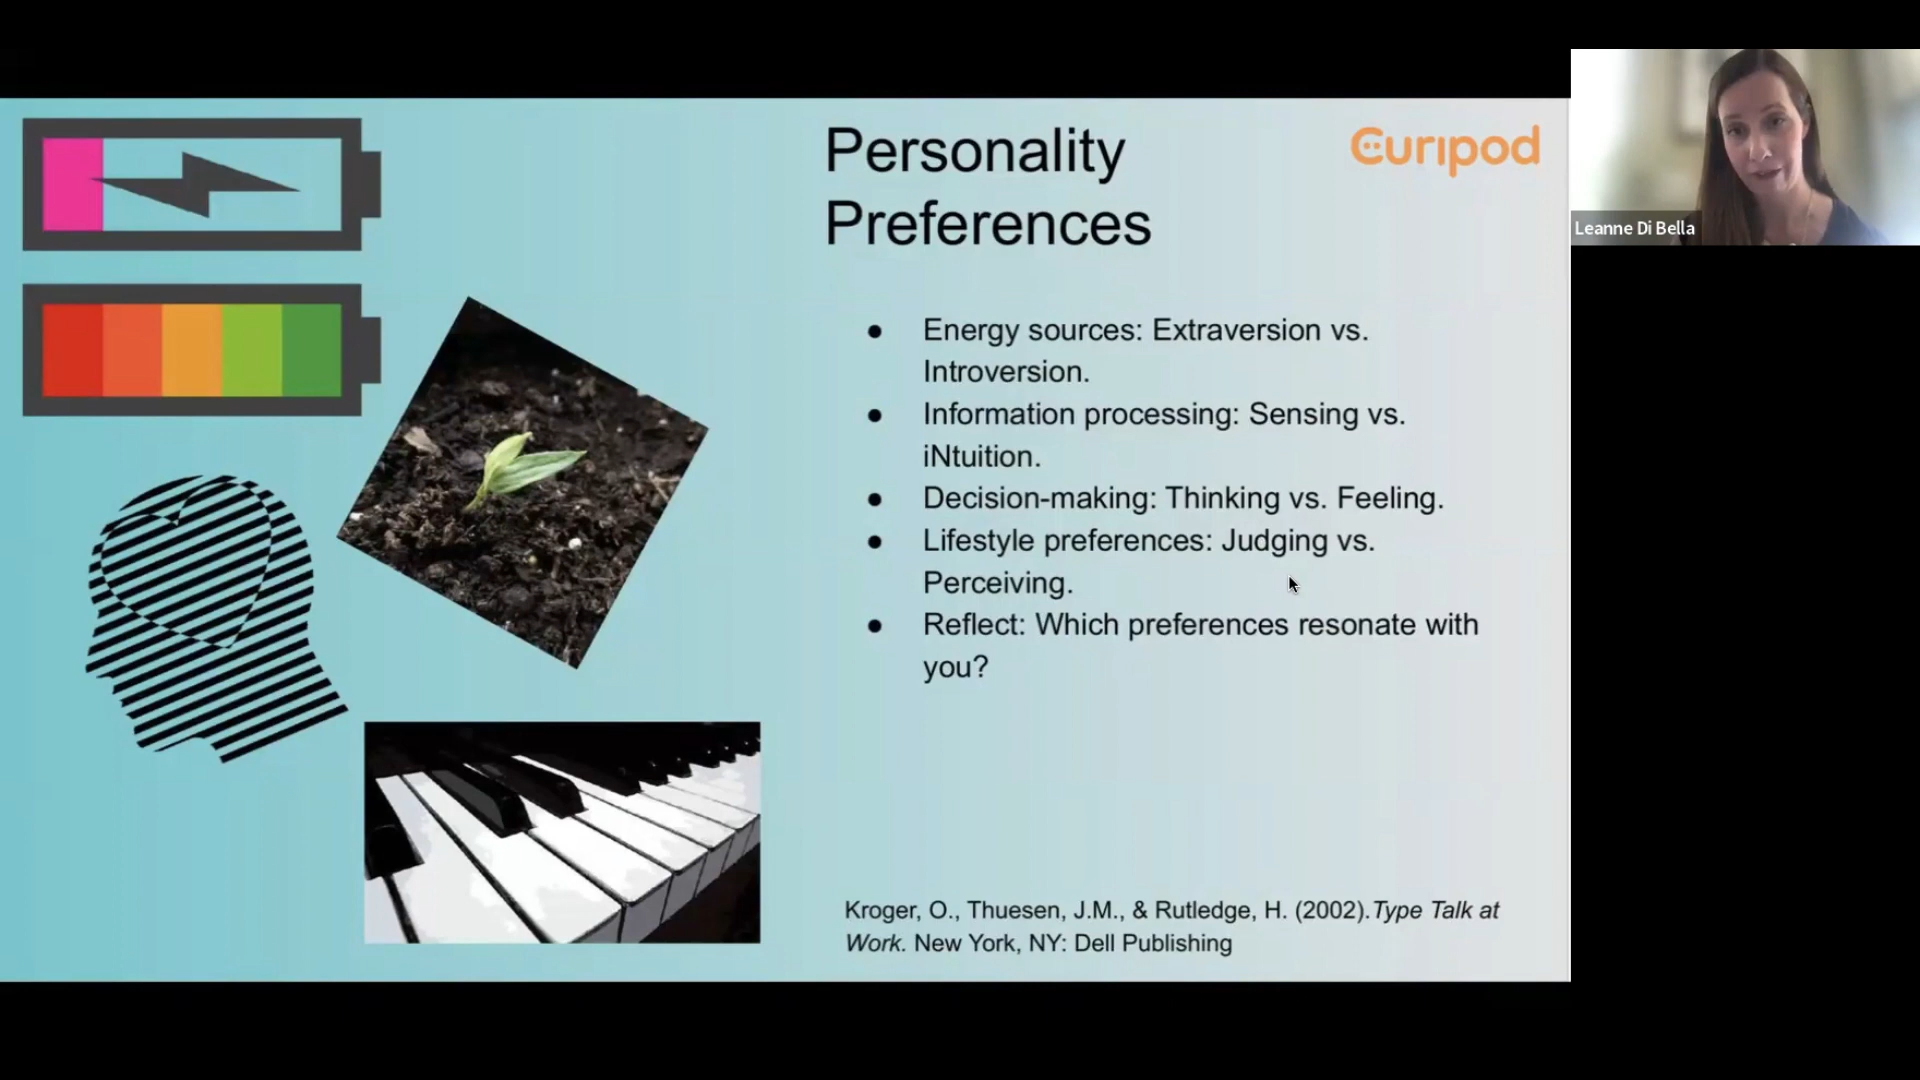 Personality
Preferences
Curipod
Leanne Di Bella
● Energy sources: Extraversion vs.
Introversion.
● Information processing: Sensing vs.
iNtuition.
● Decision-making: Thinking vs. Feeling.
● Lifestyle preferences: Judging vs.
Perceiving.
● Reflect: Which preferences resonate with
you?
Kroger, O., Thuesen, J.M., & Rutledge, H. (2002).Type Talk at
Work. New York, NY: Dell Publishing